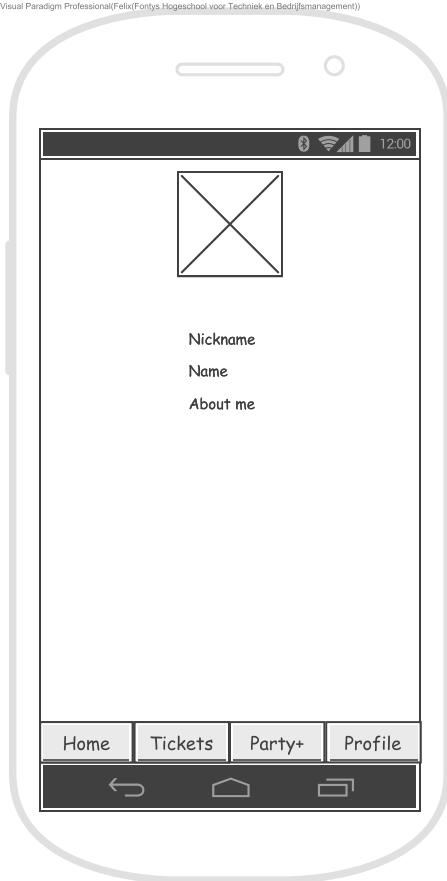 Visual Paradigm Professional(Felix(Fontys Hogeschool voor Techniek en Bedrijfsmanagement))
12:00
Nickname
Name
About me
Home Tickets Party+ Profile